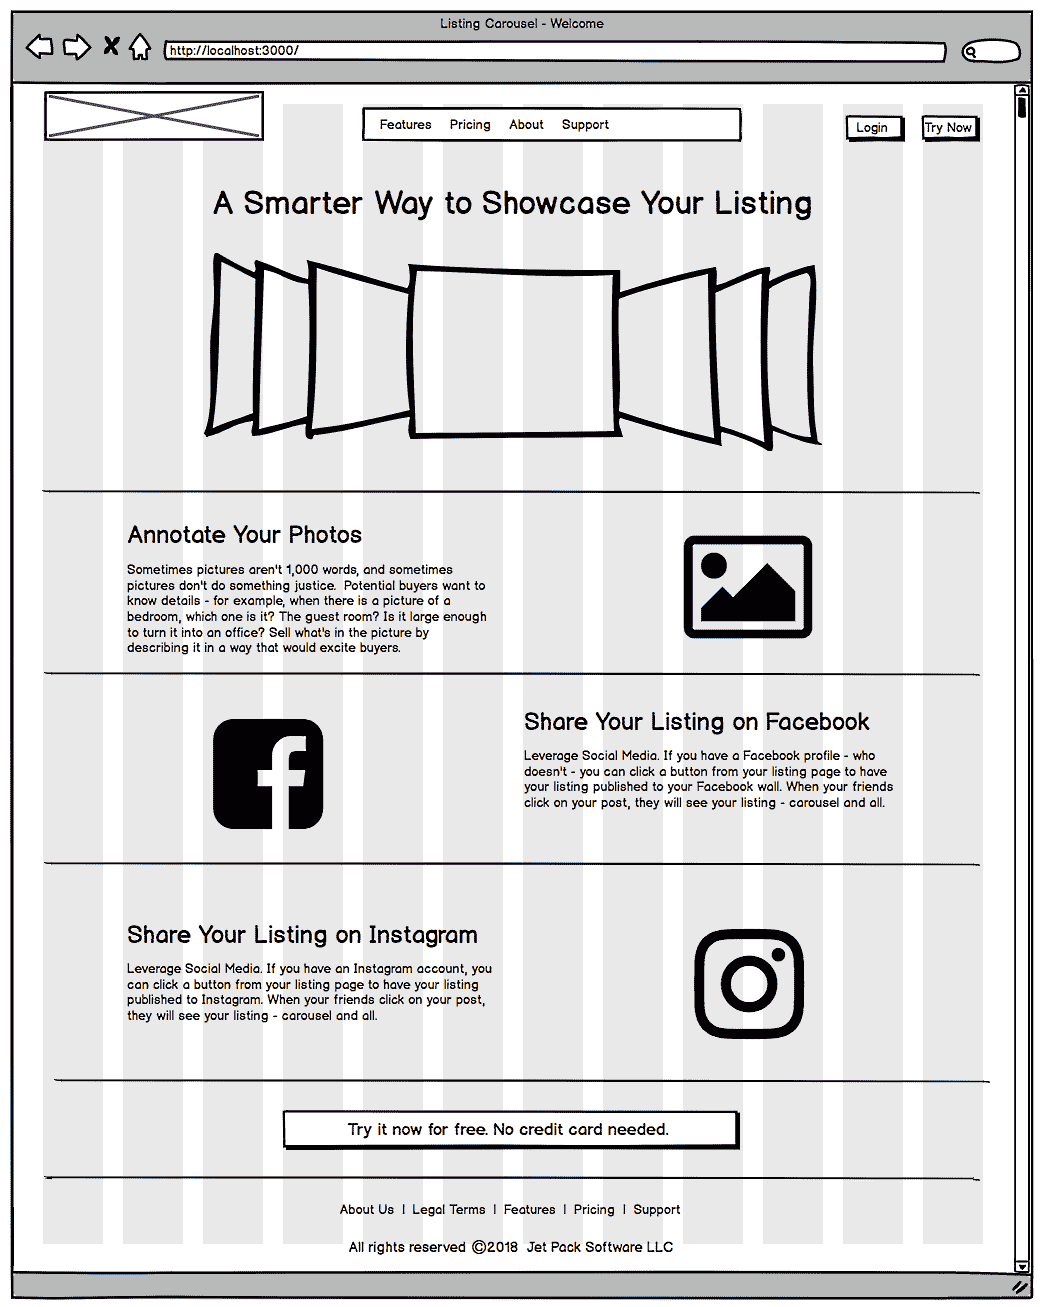 Listing Carousel - Welcome
http://localhost:3000/
Features Pricing About Support
Login
Try Now
A Smarter Way to Showcase Your Listing
Annotate Your Photos
Sometimes pictures aren't 1,000 words, and sometimes
pictures don't do something justice. Potential buyers want to
know details - for example, when there is a picture of a
bedroom, which one is it? The guest room? Is it large enough
to turn it into an office? Sell what's in the picture by
describing it in a way that would excite buyers.
Share Your Listing on Facebook
Leverage Social Media. If you have a Facebook profile - who
doesn't - you can click a button from your listing page to have
your listing published to your Facebook wall. When your friends
click on your post, they will see your listing - carousel and all.
Share Your Listing on Instagram
Leverage Social Media. If you have an Instagram account, you
can click a button from your listing page to have your listing
published to Instagram. When your friends click on your post,
they will see your listing - carousel and all.
Try it now for free. No credit card needed.
About Us | Legal Terms | Features | Pricing | Support
All rights reserved ©2018 Jet Pack Software LLC